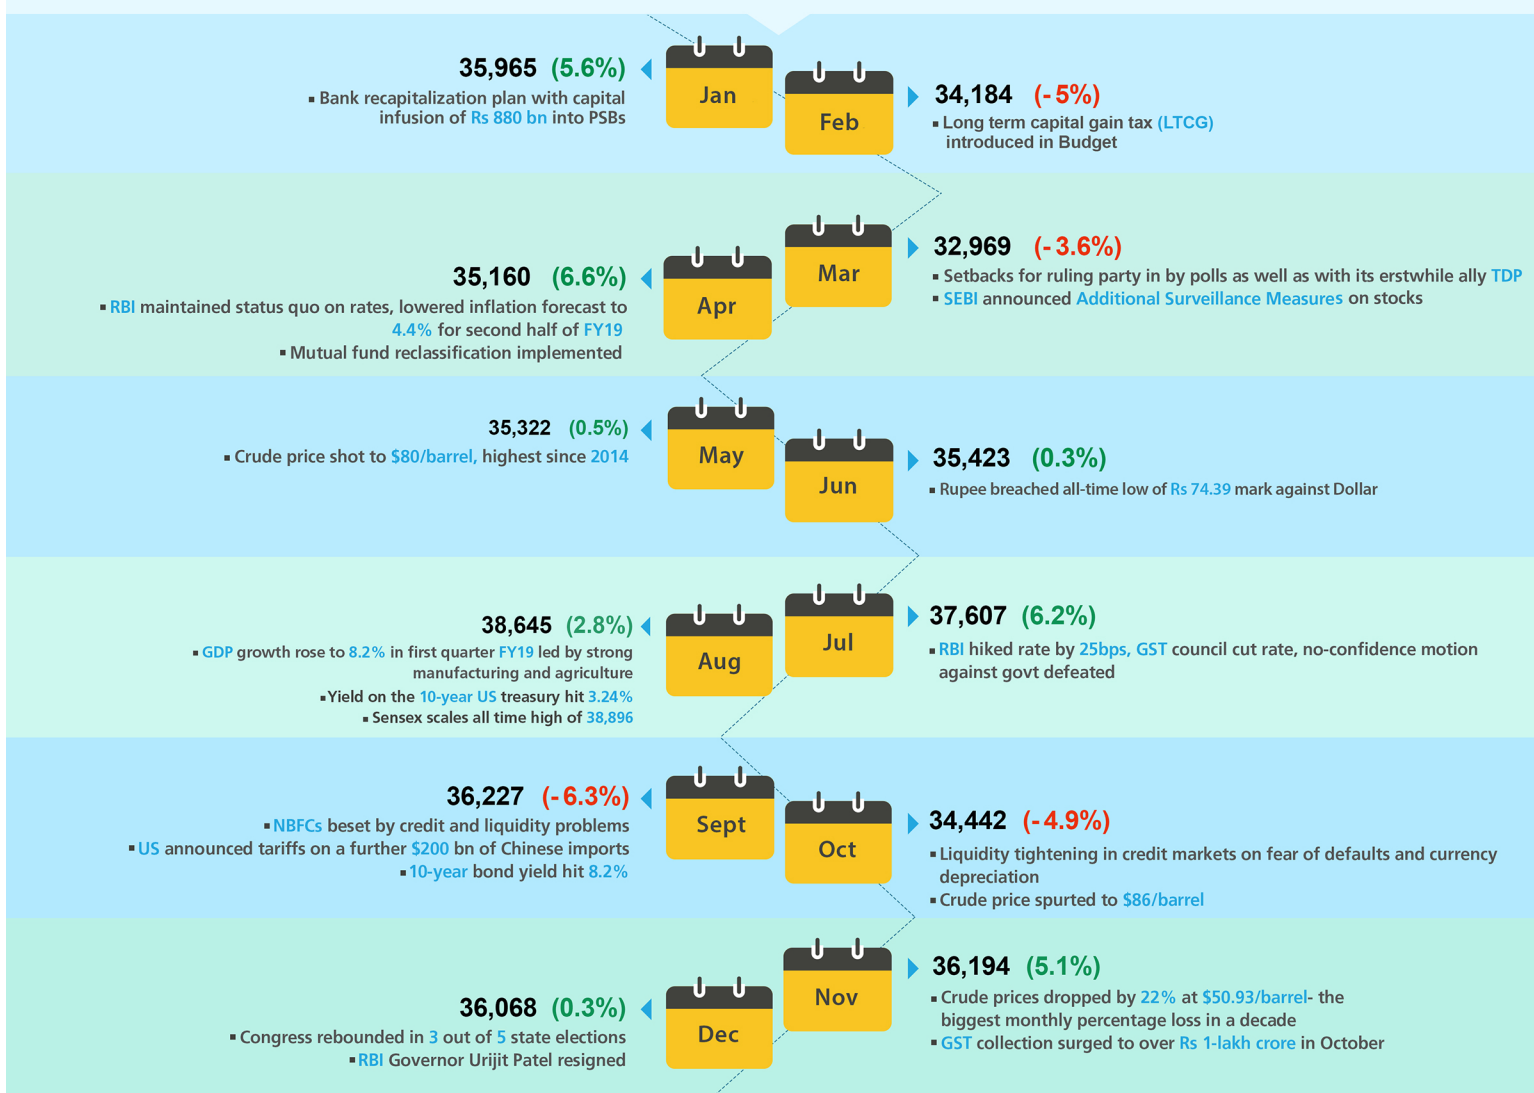 35,965 (5.6%)
▪ Bank recapitalization plan with capital
infusion of Rs 880 bn into PSBs
Jan
Feb
34,184 (- 5%)
▪ Long term capital gain tax (LTCG)
introduced in Budget
Mar
32,969 (- 3.6%)
▪ Setbacks for ruling party in by polls as well as with its erstwhile ally TDP
▪ SEBI announced Additional Surveillance Measures on stocks
35,160 (6.6%)
▪ RBI maintained status quo on rates, lowered inflation forecast to
4.4% for second half of FY19
▪ Mutual fund reclassification implemented
Apr
35,322 (0.5%)
▪ Crude price shot to $80/barrel, highest since 2014
May
Jun
35,423 (0.3%)
▪ Rupee breached all-time low of Rs 74.39 mark against Dollar
Jul
37,607 (6.2%)
▪ RBI hiked rate by 25bps, GST council cut rate, no-confidence motion
against govt defeated
38,645 (2.8%)
▪ GDP growth rose to 8.2% in first quarter FY19 led by strong
manufacturing and agriculture
▪ Yield on the 10-year US treasury hit 3.24%
▪ Sensex scales all time high of 38,896
Aug
36,227 (- 6.3%)
▪ NBFCs beset by credit and liquidity problems
▪ US announced tariffs on a further $200 bn of Chinese imports
▪ 10-year bond yield hit 8.2%
Sept
Oct
34,442 (- 4.9%)
▪ Liquidity tightening in credit markets on fear of defaults and currency
depreciation
▪ Crude price spurted to $86/barrel
Nov
36,194 (5.1%)
▪ Crude prices dropped by 22% at $50.93/barrel- the
biggest monthly percentage loss in a decade
▪ GST collection surged to over Rs 1-lakh crore in October
36,068 (0.3%)
▪ Congress rebounded in 3 out of 5 state elections
▪ RBI Governor Urijit Patel resigned
Dec